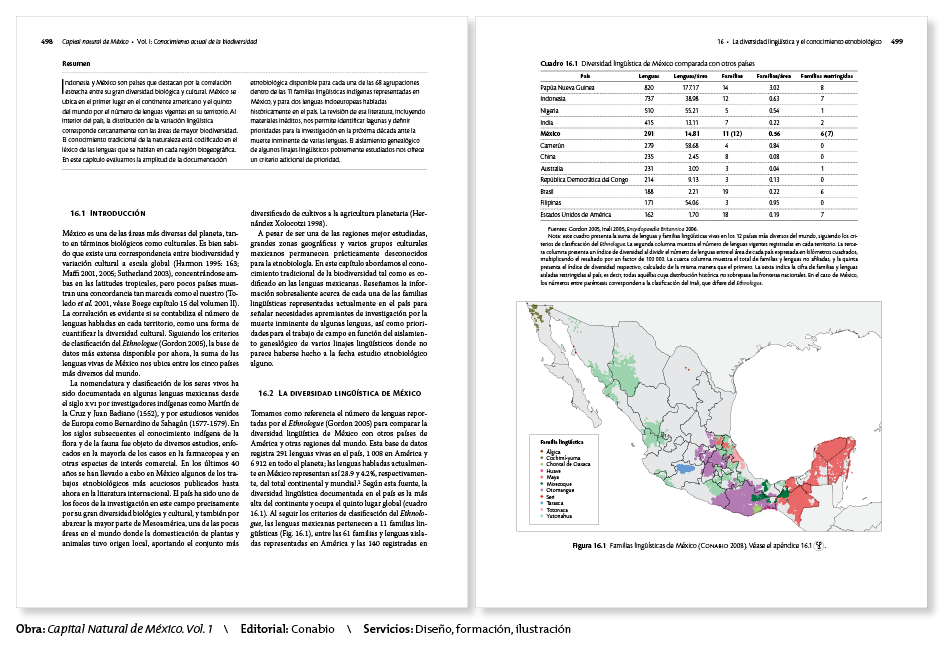 498 Capital natural de México • Vol. I: Conocimiento actual de la biodiversidad
Resumen
Indonesia y México son países que destacan por la correlación
estrecha entre su gran diversidad biológica y cultural. México se
ubica en el primer lugar en el continente americano y el quinto
del mundo por el número de lenguas vigentes en su territorio. Al
interior del país, la distribución de la variación lingüística
corresponde cercanamente con las áreas de mayor biodiversidad.
El conocimiento tradicional de la naturaleza está codificado en el
léxico de las lenguas que se hablan en cada región biogeográfica.
En este capítulo evaluamos la amplitud de la documentación
etnobiológica disponible para cada una de las 68 agrupaciones
dentro de las 11 familias lingüísticas indígenas representadas en
México, y para dos lenguas indoeuropeas habladas
históricamente en el país. La revisión de esa literatura, incluyendo
materiales inéditos, nos permite identificar lagunas y definir
prioridades para la investigación en la próxima década ante la
muerte inminente de varias lenguas. El aislamiento genealógico
de algunos linajes lingüísticos pobremente estudiados nos ofrece
un criterio adicional de prioridad.
16.1 Introducción
México es una de las áreas más diversas del planeta, tan-
to en términos biológicos como culturales. Es bien sabi-
do que existe una correspondencia entre biodiversidad y
variación cultural a escala global (Harmon 1995: 163;
Maffi 2001, 2005; Sutherland 2003), concentrándose am-
bas en las latitudes tropicales, pero pocos países mues-
tran una concordancia tan marcada como el nuestro (To-
ledo et al. 2001, véase Boege capítulo 15 del volumen II).
La correlación es evidente si se contabiliza el número de
lenguas habladas en cada territorio, como una forma de
cuantificar la diversidad cultural. Siguiendo los criterios
de clasificación del Ethnologue (Gordon 2005), la base de
datos más extensa disponible por ahora, la suma de las
lenguas vivas de México nos ubica entre los cinco países
más diversos del mundo.
La nomenclatura y clasificación de los seres vivos ha
sido documentada en algunas lenguas mexicanas desde
el siglo xvi por investigadores indígenas como Martín de
la Cruz y Juan Badiano (1552), y por estudiosos venidos
de Europa como Bernardino de Sahagún (1577-1579). En
los siglos subsecuentes el conocimiento indígena de la
flora y de la fauna fue objeto de diversos estudios, enfo-
cados en la mayoría de los casos en la farmacopea y en
otras especies de interés comercial. En los últimos 40
años se han llevado a cabo en México algunos de los tra-
bajos etnobiológicos más acuciosos publicados hasta
ahora en la literatura internacional. El país ha sido uno de
los focos de la investigación en este campo precisamente
por su gran diversidad biológica y cultural, y también por
abarcar la mayor parte de Mesoamérica, una de las pocas
áreas en el mundo donde la domesticación de plantas y
animales tuvo origen local, aportando el conjunto más
diversificado de cultivos a la agricultura planetaria (Her-
nández Xolocotzi 1998).
A pesar de ser una de las regiones mejor estudiadas,
grandes zonas geográficas y varios grupos culturales
mexicanos permanecen prácticamente desconocidos
para la etnobiología. En este capítulo abordamos el cono-
cimiento tradicional de la biodiversidad tal como es co-
dificado en las lenguas mexicanas. Reseñamos la infor-
mación sobresaliente acerca de cada una de las familias
lingüísticas representadas actualmente en el país para
señalar necesidades apremiantes de investigación por la
muerte inminente de algunas lenguas, así como priori-
dades para el trabajo de campo en función del aislamien-
to genealógico de varios linajes lingüísticos donde no
parece haberse hecho a la fecha estudio etnobiológico
alguno.
16.2 La diversidad lingüística de México
Tomamos como referencia el número de lenguas repor-
tadas por el Ethnologue (Gordon 2005) para comparar la
diversidad lingüística de México con otros países de
América y otras regiones del mundo. Esta base de datos
registra 291 lenguas vivas en el país, 1 008 en América y
6 912 en todo el planeta; las lenguas habladas actualmen-
te en México representan así 28.9 y 4.2%, respectivamen-
te, del total continental y mundial.¹ Según esta fuente, la
diversidad lingüística documentada en el país es la más
alta del continente y ocupa el quinto lugar global (cuadro
16.1). Al seguir los criterios de clasificación del Ethnolo-
gue, las lenguas mexicanas pertenecen a 11 familias lin-
güísticas (Fig. 16.1), entre las 61 familias y lenguas aisla-
das representadas en América y las 140 registradas en
16 • La diversidad lingüística y el conocimiento etnobiológico 499
Cuadro 16.1 Diversidad lingüística de México comparada con otros países
País Lenguas Lenguas/área Familias Familias/área Familias restringidas
Papúa Nueva Guinea 820 177.17 14 3.02 8
Indonesia 737 38.98 12 0.63 7
Nigeria 510 55.21 5 0.54 1
India 415 13.11 7 0.22 2
México 291 14.81 11 (12) 0.56 6 (7)
Camerún 279 58.68 4 0.84 0
China 235 2.45 8 0.08 0
Australia 231 3.00 3 0.04 1
República Democrática del Congo 214 9.13 3 0.13 0
Brasil 188 2.21 19 0.22 6
Filipinas 171 54.06 3 0.95 0
Estados Unidos de América 162 1.70 18 0.19 7
Fuentes: Gordon 2005, Inali 2005, Encyclopaedia Britannica 2006.
Nota: este cuadro presenta la suma de lenguas y familias lingüísticas vivas en los 12 países más diversos del mundo, siguiendo los cri-
terios de clasificación del Ethnologue. La segunda columna muestra el número de lenguas vigentes registradas en cada territorio. La terce-
ra columna presenta un índice de diversidad al dividir el número de lenguas entre el área de cada país expresada en kilómetros cuadrados,
multiplicando el resultado por un factor de 100 000. La cuarta columna muestra el total de familias y lenguas no afiliadas, y la quinta
presenta el índice de diversidad respectivo, calculado de la misma manera que el primero. La sexta indica la cifra de familias y lenguas
aisladas restringidas al país, es decir, todas aquellas cuya distribución histórica no sobrepasa las fronteras nacionales. En el caso de México,
los números entre paréntesis corresponden a la clasificación del Inali, que difiere del Ethnologue.
Familia lingüística
Álgica
Cochimí-yuma
Chontal de Oaxaca
Huave
Maya
Mixezoque
Otomangue
Seri
Tarasca
Totonaca
Yutonahua
Figura 16.1 Familias lingüísticas de México (Conabio 2008). Véase el apéndice 16.1
Obra: Capital Natural de México. Vol. 1 \ Editorial: Conabio \ Servicios: Diseño, formación, ilustración